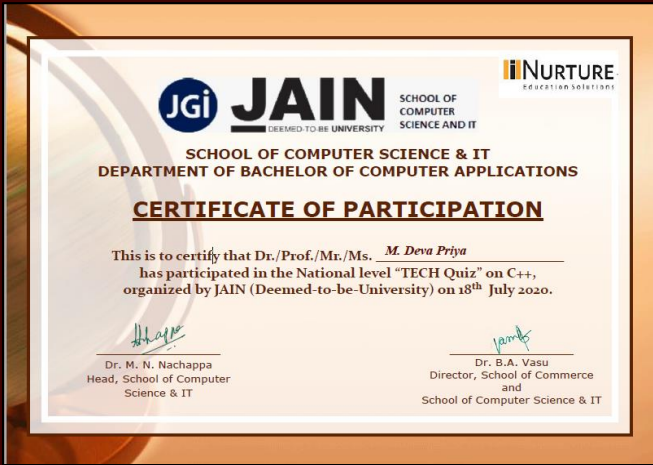 iNURTURE
Education Solutions
JGi JAIN
DEEMED-TO-BE UNIVERSITY
SCHOOL OF
COMPUTER
SCIENCE AND IT
SCHOOL OF COMPUTER SCIENCE & IT
DEPARTMENT OF BACHELOR OF COMPUTER APPLICATIONS
CERTIFICATE OF PARTICIPATION
This is to certify that Dr./Prof./Mr./Ms. M. Deva Priya
has participated in the National level “TECH Quiz” on C++,
organized by JAIN (Deemed-to-be-University) on 18th July 2020.
Dr. M. N. Nachappa
Head, School of Computer
Science & IT
Dr. B.A. Vasu
Director, School of Commerce
and
School of Computer Science & IT